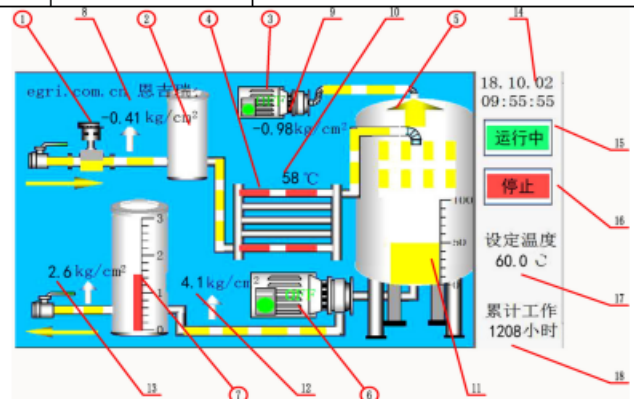 ① 8 ② ④ ③ 9 10 ⑤ 14
egri.com.cn 恩吉瑞
18.10.02
09:55:55
-0.41kg/cm²
-0.98kg/cm²
运行中
15
58 ℃
停止
16
100
50
0
设定温度
60.0 ℃
17
3
2
1
0
2.6kg/cm²
4.1kg/cm²
累计工作
1208小时
18
13 ⑦ 12 ⑥ 11